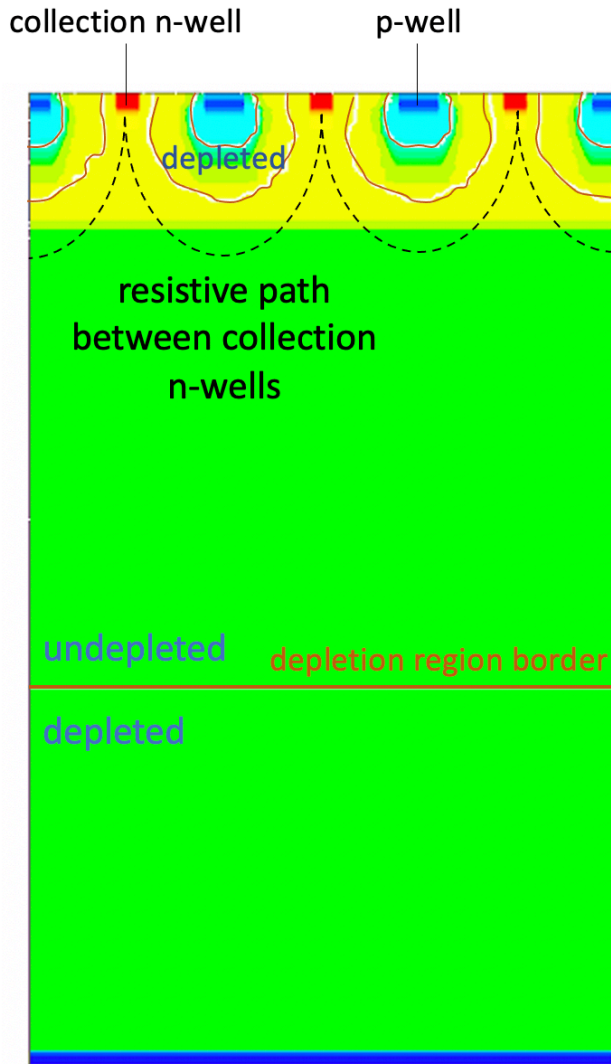 collection n-well
p-well
depleted
resistive path
between collection
n-wells
undepleted
depletion region border
depleted